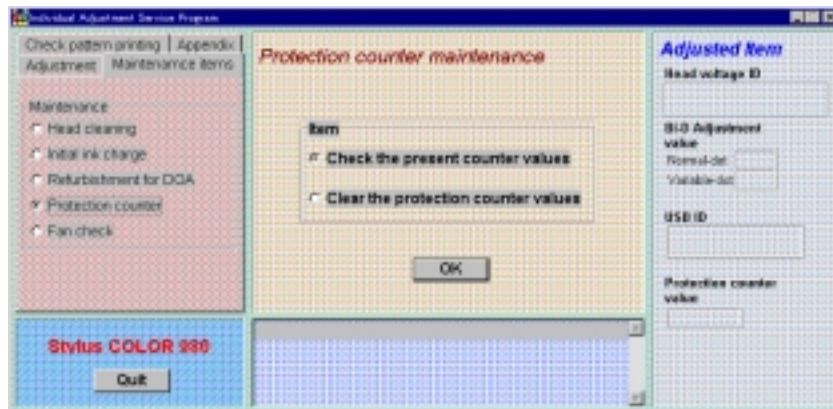 Individual Adjustment Service Program
Check pattern printing
Appendix
Adjustment
Maintenamce items
Maintenance
Head cleaning
Initial ink charge
Refurbishment for DOA
Protection counter
Fan check
Stylus COLOR 980
Quit
Protection counter maintenance
Item
Check the present counter values
Clear the protection counter values
OK
Adjusted Item
Head voltage ID
BI-D Adjustment
value
Normal-dot
Variable-dot
USB ID
Protection counter
value